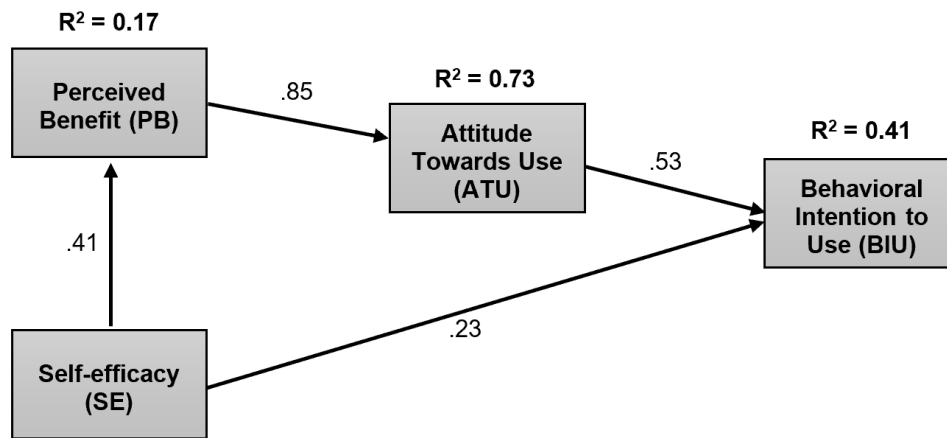 R² = 0.17
Perceived
Benefit (PB)
.85
R² = 0.73
Attitude
Towards Use
(ATU)
.53
R² = 0.41
Behavioral
Intention to
Use (BIU)
.41
.23
Self-efficacy
(SE)